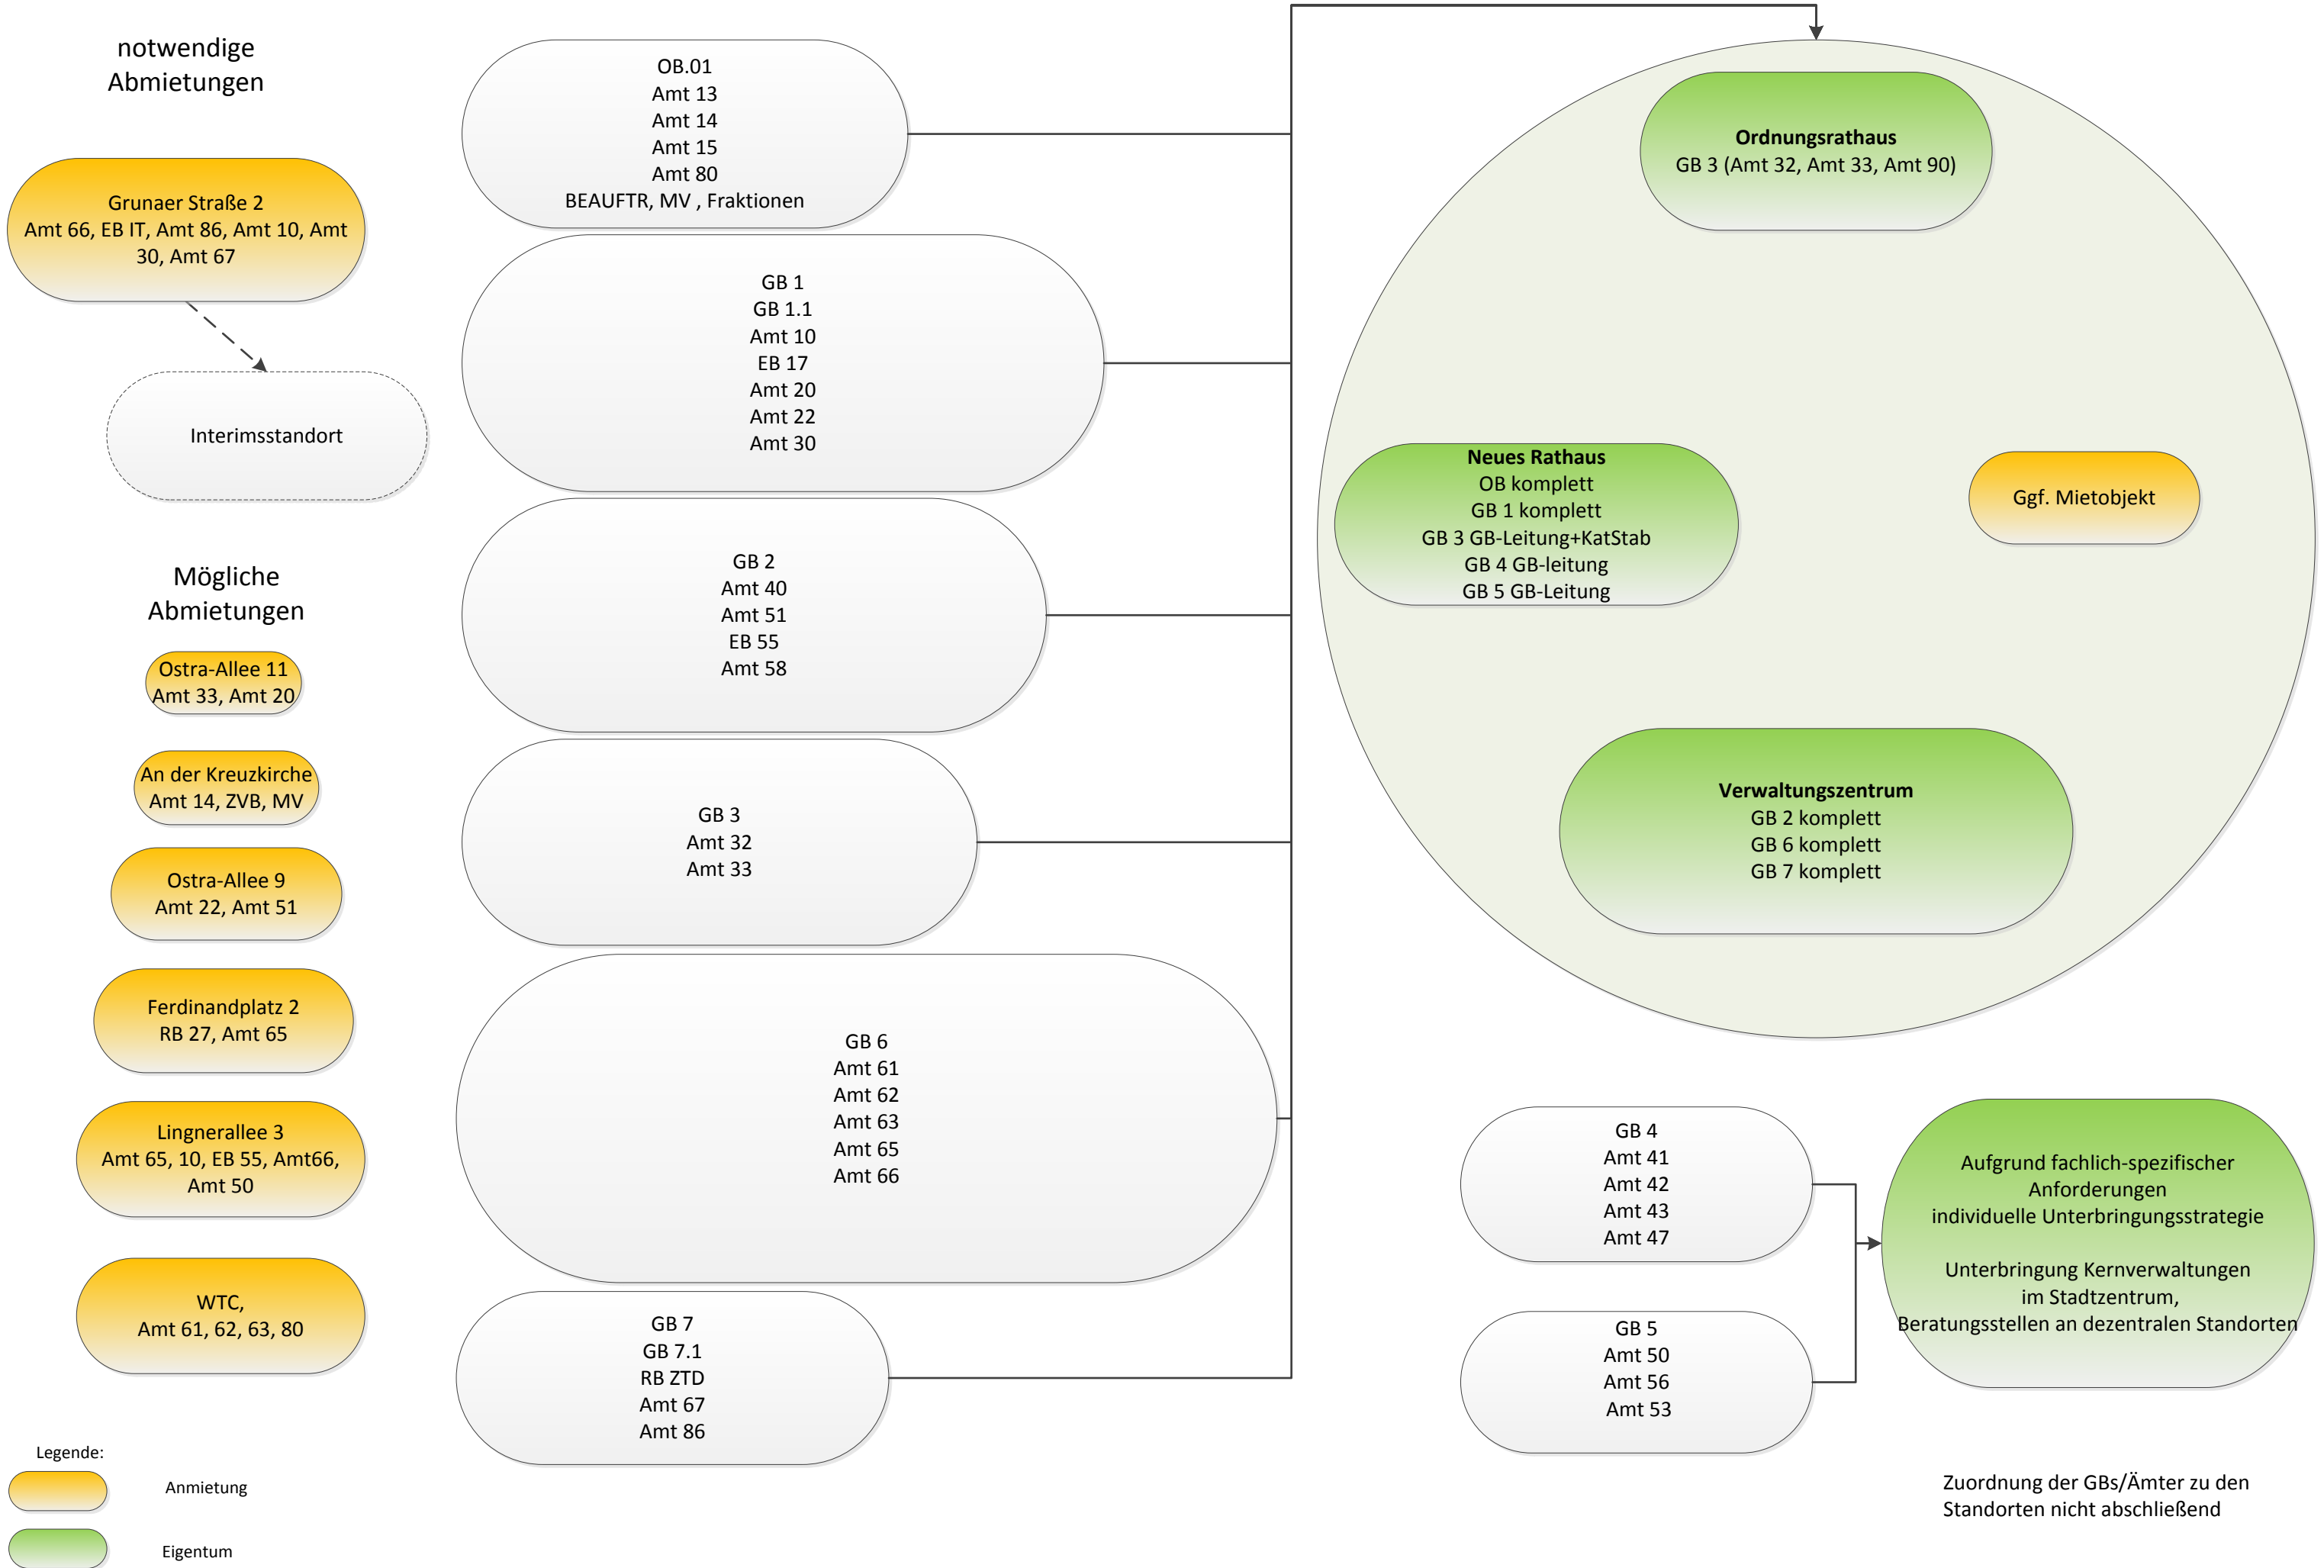 notwendige
Abmietungen
Grunaer Straße 2
Amt 66, EB IT, Amt 86, Amt 10, Amt
30, Amt 67
Interimsstandort
Mögliche
Abmietungen
Ostra-Allee 11
Amt 33, Amt 20
An der Kreuzkirche
Amt 14, ZVB, MV
Ostra-Allee 9
Amt 22, Amt 51
Ferdinandplatz 2
RB 27, Amt 65
Lingnerallee 3
Amt 65, 10, EB 55, Amt66,
Amt 50
WTC,
Amt 61, 62, 63, 80
Legende:
Anmietung
Eigentum
OB.01
Amt 13
Amt 14
Amt 15
Amt 80
BEAUFTR, MV , Fraktionen
GB 1
GB 1.1
Amt 10
EB 17
Amt 20
Amt 22
Amt 30
GB 2
Amt 40
Amt 51
EB 55
Amt 58
GB 3
Amt 32
Amt 33
GB 6
Amt 61
Amt 62
Amt 63
Amt 65
Amt 66
GB 7
GB 7.1
RB ZTD
Amt 67
Amt 86
Ordnungsrathaus
GB 3 (Amt 32, Amt 33, Amt 90)
Neues Rathaus
OB komplett
GB 1 komplett
GB 3 GB-Leitung+KatStab
GB 4 GB-leitung
GB 5 GB-Leitung
Ggf. Mietobjekt
Verwaltungszentrum
GB 2 komplett
GB 6 komplett
GB 7 komplett
GB 4
Amt 41
Amt 42
Amt 43
Amt 47
GB 5
Amt 50
Amt 56
Amt 53
Aufgrund fachlich-spezifischer
Anforderungen
individuelle Unterbringungsstrategie
Unterbringung Kernverwaltungen
im Stadtzentrum,
Beratungsstellen an dezentralen Standorten
Zuordnung der GBs/Ämter zu den
Standorten nicht abschließend